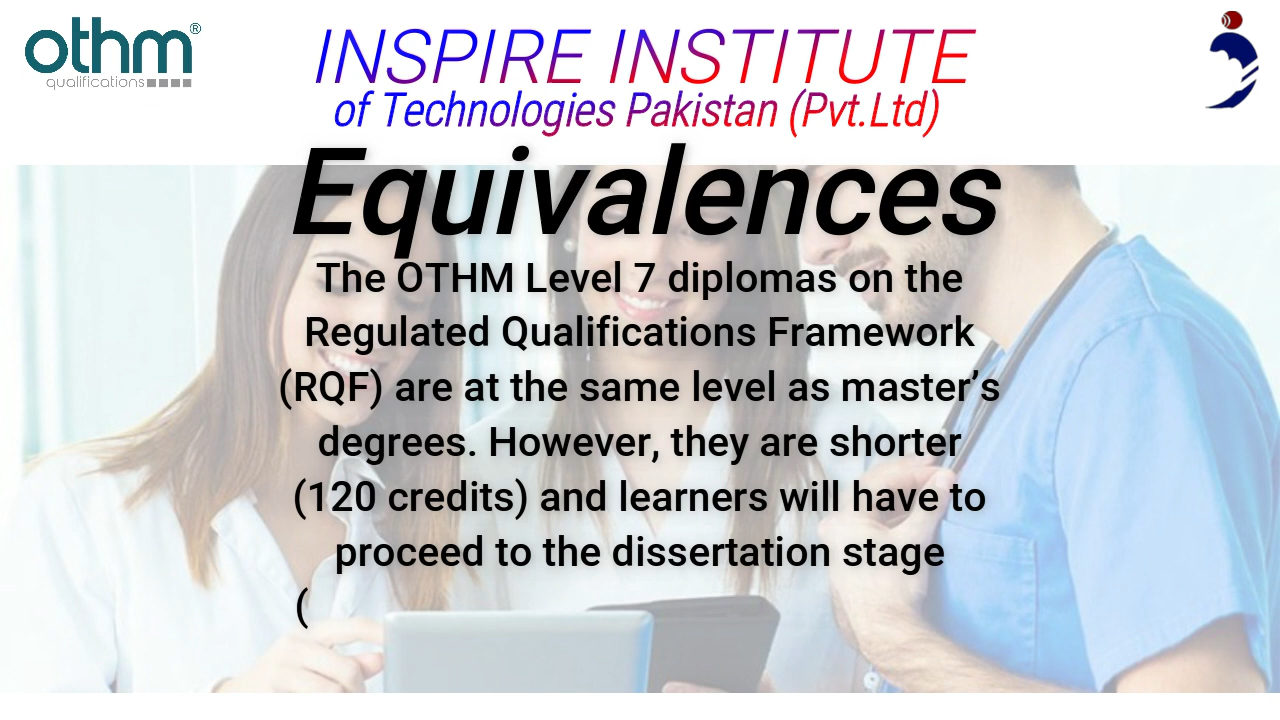 othm®
qualifications
INSPIRE INSTITUTE
of Technologies Pakistan (Pvt.Ltd)
Equivalences
The OTHM Level 7 diplomas on the
Regulated Qualifications Framework
(RQF) are at the same level as master’s
degrees. However, they are shorter
(120 credits) and learners will have to
proceed to the dissertation stage
(